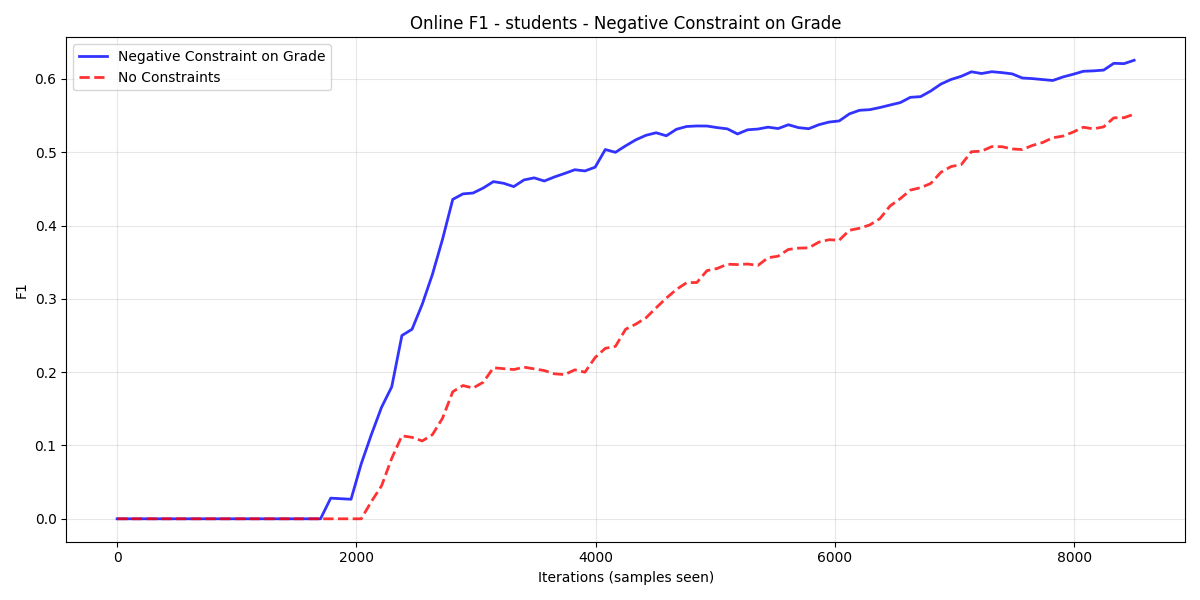 Online F1 - students - Negative Constraint on Grade
Negative Constraint on Grade
No Constraints
F1
0.6
0.5
0.4
0.3
0.2
0.1
0.0
0 2000 4000 6000 8000
Iterations (samples seen)